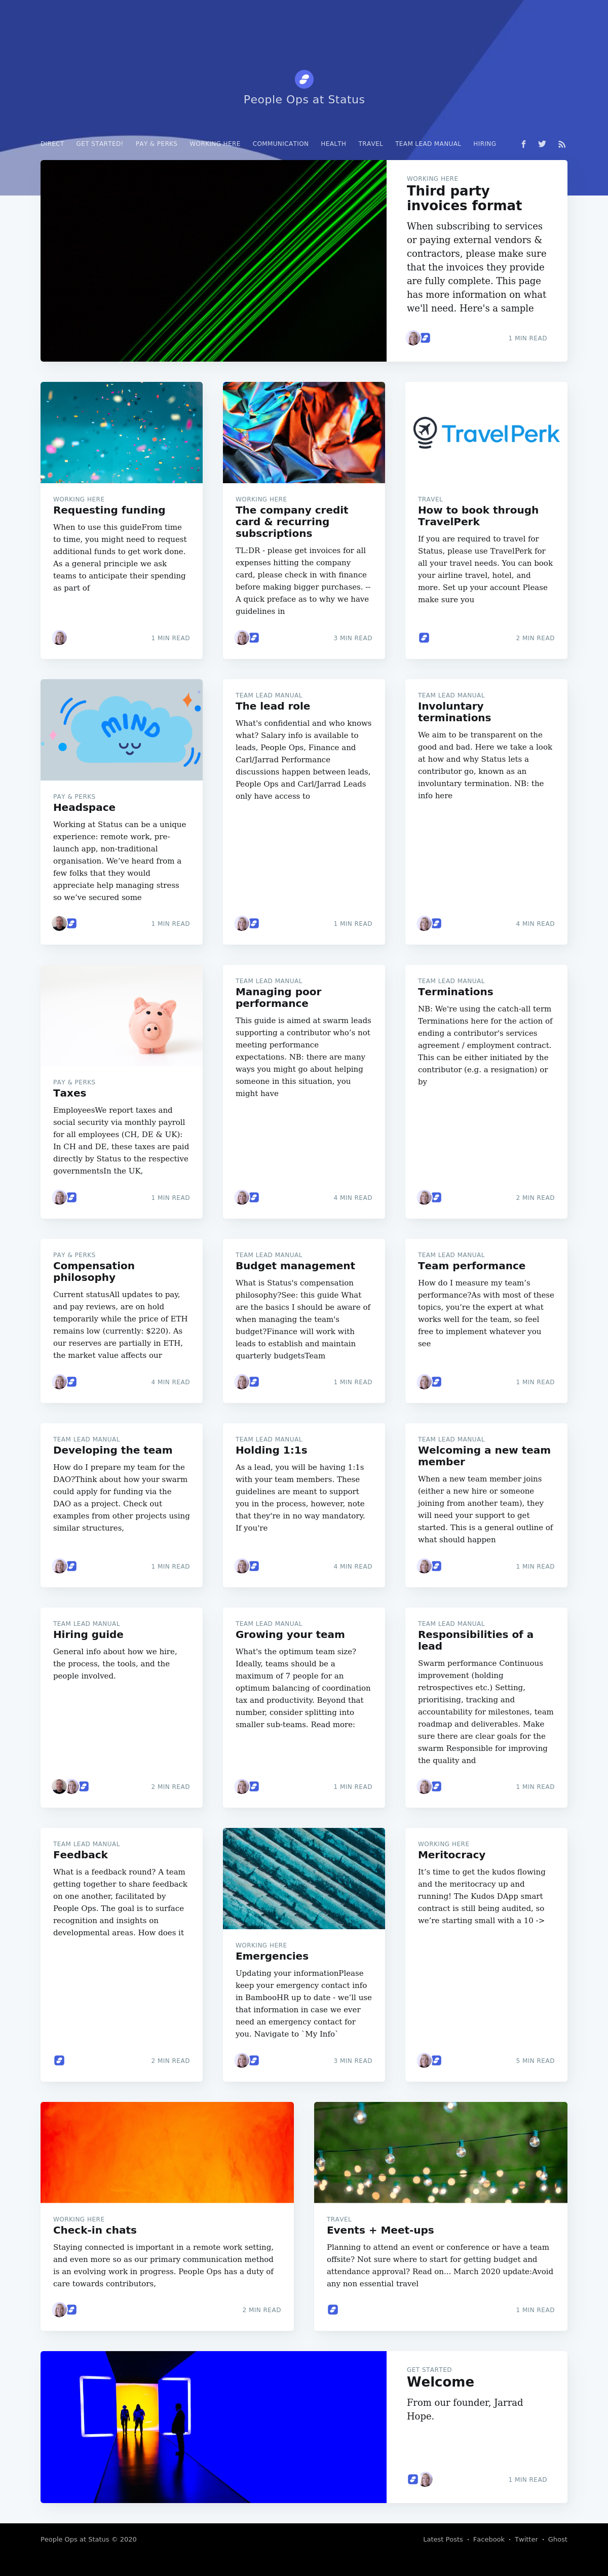 People Ops at Status
DIRECT GET STARTED! PAY & PERKS WORKING HERE COMMUNICATION HEALTH TRAVEL TEAM LEAD MANUAL HIRING
WORKING HERE
Third party
invoices format
When subscribing to services
or paying external vendors &
contractors, please make sure
that the invoices they provide
are fully complete. This page
has more information on what
we'll need. Here's a sample
1 MIN READ
WORKING HERE
Requesting funding
When to use this guideFrom time
to time, you might need to request
additional funds to get work done.
As a general principle we ask
teams to anticipate their spending
as part of
1 MIN READ
WORKING HERE
The company credit
card & recurring
subscriptions
TL:DR - please get invoices for all
expenses hitting the company
card, please check in with finance
before making bigger purchases. --
A quick preface as to why we have
guidelines in
3 MIN READ
TravelPerk
TRAVEL
How to book through
TravelPerk
If you are required to travel for
Status, please use TravelPerk for
all your travel needs. You can book
your airline travel, hotel, and
more. Set up your account Please
make sure you
2 MIN READ
MIND
PAY & PERKS
Headspace
Working at Status can be a unique
experience: remote work, pre-
launch app, non-traditional
organisation. We’ve heard from a
few folks that they would
appreciate help managing stress
so we’ve secured some
1 MIN READ
TEAM LEAD MANUAL
The lead role
What's confidential and who knows
what? Salary info is available to
leads, People Ops, Finance and
Carl/Jarrad Performance
discussions happen between leads,
People Ops and Carl/Jarrad Leads
only have access to
1 MIN READ
TEAM LEAD MANUAL
Involuntary
terminations
We aim to be transparent on the
good and bad. Here we take a look
at how and why Status lets a
contributor go, known as an
involuntary termination. NB: the
info here
4 MIN READ
PAY & PERKS
Taxes
EmployeesWe report taxes and
social security via monthly payroll
for all employees (CH, DE & UK):
In CH and DE, these taxes are paid
directly by Status to the respective
governmentsIn the UK,
1 MIN READ
TEAM LEAD MANUAL
Managing poor
performance
This guide is aimed at swarm leads
supporting a contributor who’s not
meeting performance
expectations. NB: there are many
ways you might go about helping
someone in this situation, you
might have
4 MIN READ
TEAM LEAD MANUAL
Terminations
NB: We're using the catch-all term
Terminations here for the action of
ending a contributor's services
agreement / employment contract.
This can be either initiated by the
contributor (e.g. a resignation) or
by
2 MIN READ
PAY & PERKS
Compensation
philosophy
Current statusAll updates to pay,
and pay reviews, are on hold
temporarily while the price of ETH
remains low (currently: $220). As
our reserves are partially in ETH,
the market value affects our
4 MIN READ
TEAM LEAD MANUAL
Budget management
What is Status's compensation
philosophy?See: this guide What
are the basics I should be aware of
when managing the team's
budget?Finance will work with
leads to establish and maintain
quarterly budgetsTeam
1 MIN READ
TEAM LEAD MANUAL
Team performance
How do I measure my team’s
performance?As with most of these
topics, you’re the expert at what
works well for the team, so feel
free to implement whatever you
see
1 MIN READ
TEAM LEAD MANUAL
Developing the team
How do I prepare my team for the
DAO?Think about how your swarm
could apply for funding via the
DAO as a project. Check out
examples from other projects using
similar structures,
1 MIN READ
TEAM LEAD MANUAL
Holding 1:1s
As a lead, you will be having 1:1s
with your team members. These
guidelines are meant to support
you in the process, however, note
that they're in no way mandatory.
If you're
4 MIN READ
TEAM LEAD MANUAL
Welcoming a new team
member
When a new team member joins
(either a new hire or someone
joining from another team), they
will need your support to get
started. This is a general outline of
what should happen
1 MIN READ
TEAM LEAD MANUAL
Hiring guide
General info about how we hire,
the process, the tools, and the
people involved.
2 MIN READ
TEAM LEAD MANUAL
Growing your team
What's the optimum team size?
Ideally, teams should be a
maximum of 7 people for an
optimum balancing of coordination
tax and productivity. Beyond that
number, consider splitting into
smaller sub-teams. Read more:
1 MIN READ
TEAM LEAD MANUAL
Responsibilities of a
lead
Swarm performance Continuous
improvement (holding
retrospectives etc.) Setting,
prioritising, tracking and
accountability for milestones, team
roadmap and deliverables. Make
sure there are clear goals for the
swarm Responsible for improving
the quality and
1 MIN READ
TEAM LEAD MANUAL
Feedback
What is a feedback round? A team
getting together to share feedback
on one another, facilitated by
People Ops. The goal is to surface
recognition and insights on
developmental areas. How does it
2 MIN READ
WORKING HERE
Emergencies
Updating your informationPlease
keep your emergency contact info
in BambooHR up to date - we’ll use
that information in case we ever
need an emergency contact for
you. Navigate to `My Info`
3 MIN READ
WORKING HERE
Meritocracy
It’s time to get the kudos flowing
and the meritocracy up and
running! The Kudos DApp smart
contract is still being audited, so
we’re starting small with a 10 ->
5 MIN READ
WORKING HERE
Check-in chats
Staying connected is important in a remote work setting,
and even more so as our primary communication method
is an evolving work in progress. People Ops has a duty of
care towards contributors,
2 MIN READ
TRAVEL
Events + Meet-ups
Planning to attend an event or conference or have a team
offsite? Not sure where to start for getting budget and
attendance approval? Read on... March 2020 update:Avoid
any non essential travel
1 MIN READ
GET STARTED
Welcome
From our founder, Jarrad
Hope.
1 MIN READ
People Ops at Status © 2020
Latest Posts • Facebook • Twitter • Ghost